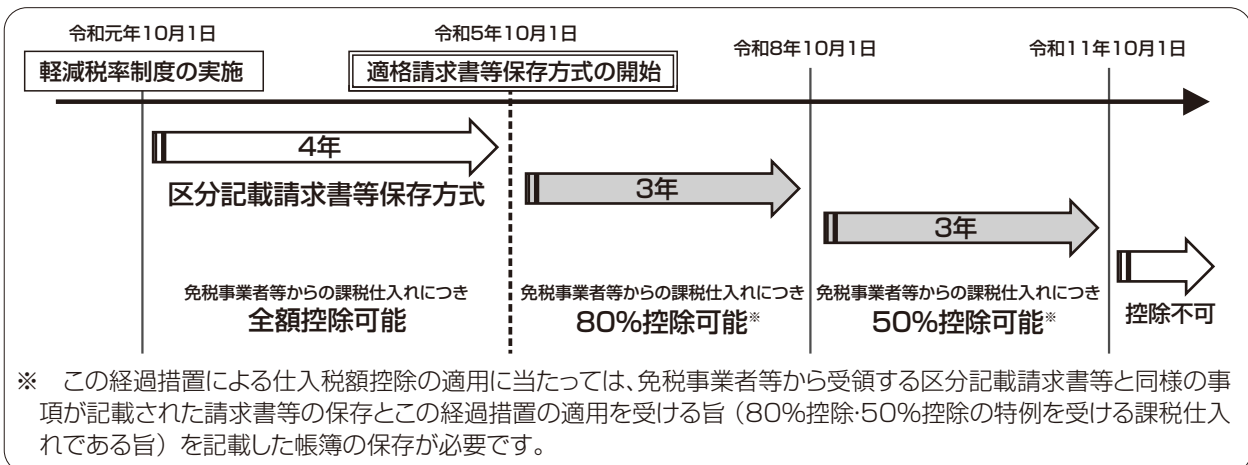 令和元年10月1日
令和5年10月1日
令和8年10月1日
令和11年10月1日
軽減税率制度の実施
適格請求書等保存方式の開始
4年
区分記載請求書等保存方式
3年
3年
免税事業者等からの課税仕入れにつき
全額控除可能
免税事業者等からの課税仕入れにつき
80%控除可能※
免税事業者等からの課税仕入れにつき
50%控除可能※
控除不可
※　この経過措置による仕入税額控除の適用に当たっては、免税事業者等から受領する区分記載請求書等と同様の事
項が記載された請求書等の保存とこの経過措置の適用を受ける旨（80%控除・50%控除の特例を受ける課税仕入
れである旨）を記載した帳簿の保存が必要です。